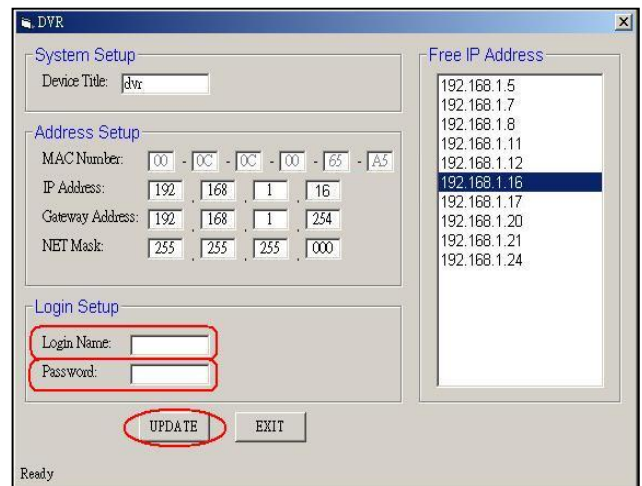 DVR
System Setup
Device Title: dvr
Address Setup
MAC Number: 00 - 0C - 0C - 00 - 65 - A5
IP Address: 192 . 168 . 1 . 16
Gateway Address: 192 . 168 . 1 . 254
NET Mask: 255 . 255 . 255 . 000
Login Setup
Login Name:
Password:
UPDATE EXIT
Ready
Free IP Address
192.168.1.5
192.168.1.7
192.168.1.8
192.168.1.11
192.168.1.12
192.168.1.16
192.168.1.17
192.168.1.20
192.168.1.21
192.168.1.24